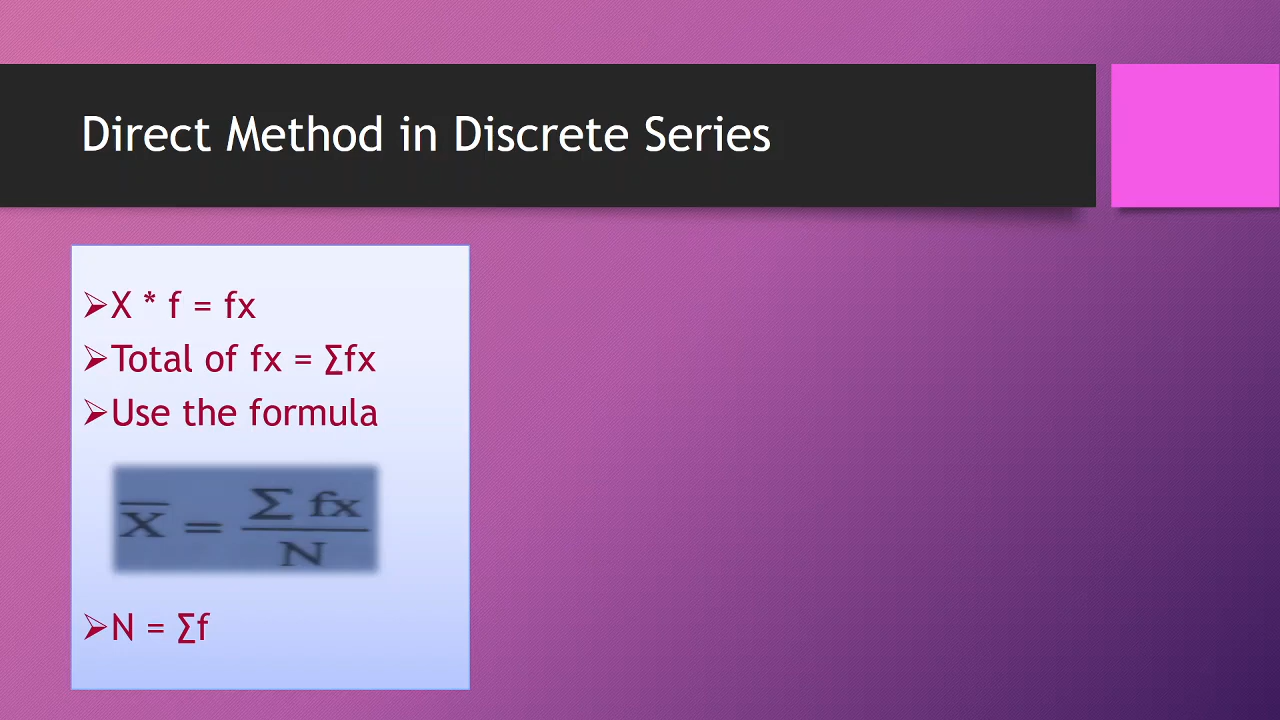 Direct Method in Discrete Series
➢X * f = fx
➢Total of fx = ∑fx
➢Use the formula
X̅ = Σ fx / N
➢N = ∑f